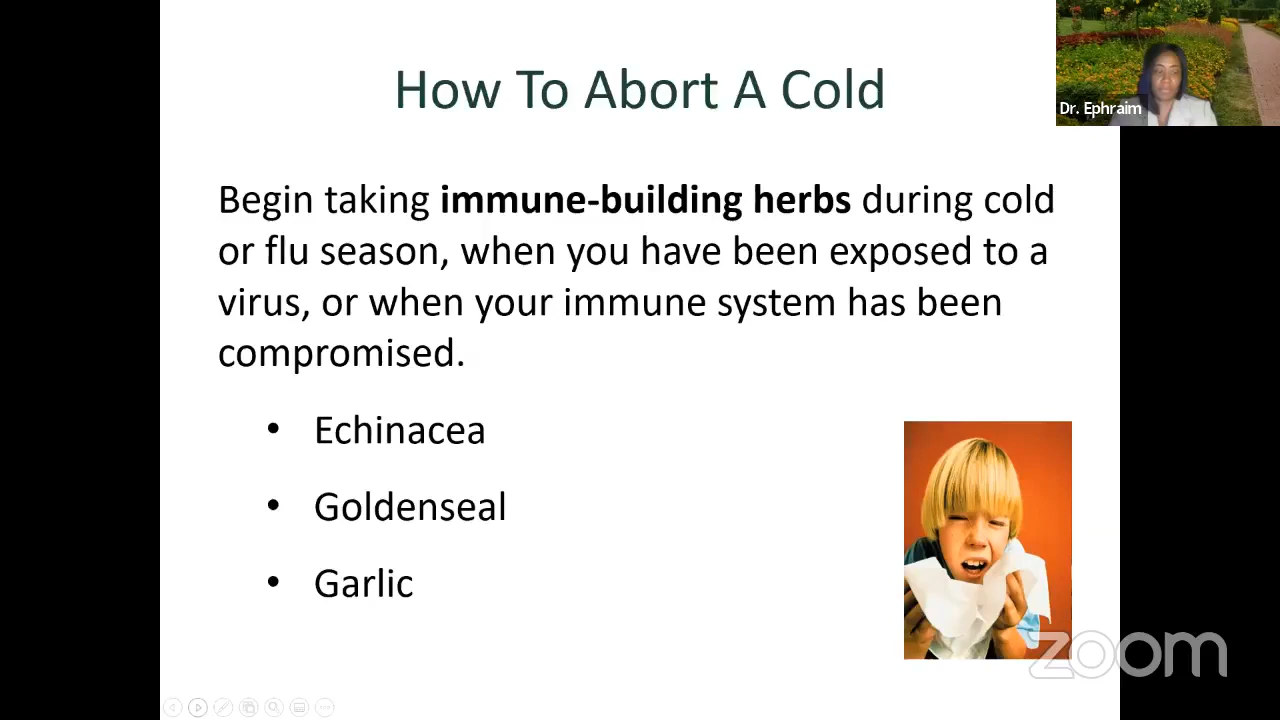 How To Abort A Cold
Dr. Ephraim
Begin taking immune-building herbs during cold
or flu season, when you have been exposed to a
virus, or when your immune system has been
compromised.
• Echinacea
• Goldenseal
• Garlic
zoom